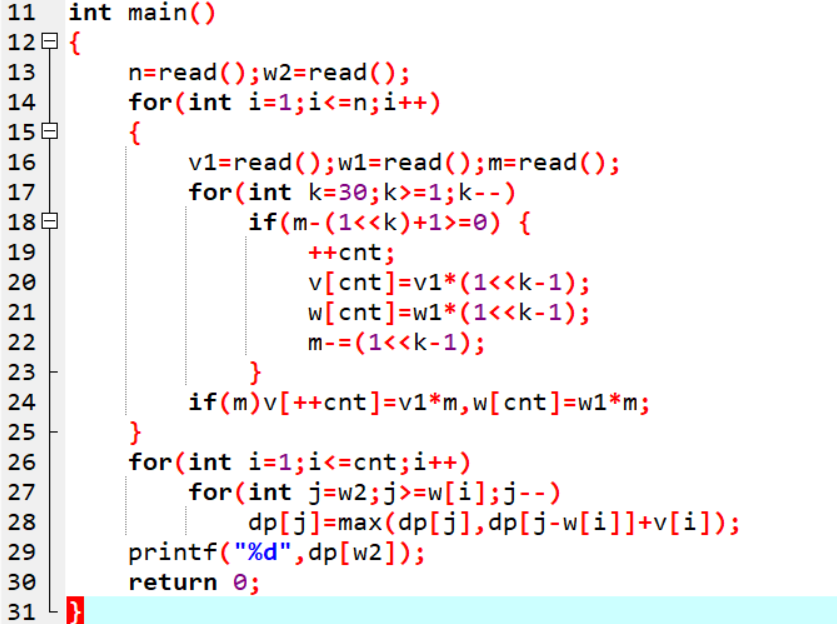 11 int main()
12 {
13     n=read();w2=read();
14     for(int i=1;i<=n;i++)
15     {
16         v1=read();w1=read();m=read();
17         for(int k=30;k>=1;k--)
18             if(m-(1<<k)+1>=0) {
19                 ++cnt;
20                 v[cnt]=v1*(1<<k-1);
21                 w[cnt]=w1*(1<<k-1);
22                 m-=(1<<k-1);
23             }
24         if(m)v[++cnt]=v1*m,w[cnt]=w1*m;
25     }
26     for(int i=1;i<=cnt;i++)
27         for(int j=w2;j>=w[i];j--)
28             dp[j]=max(dp[j],dp[j-w[i]]+v[i]);
29     printf("%d",dp[w2]);
30     return 0;
31 }